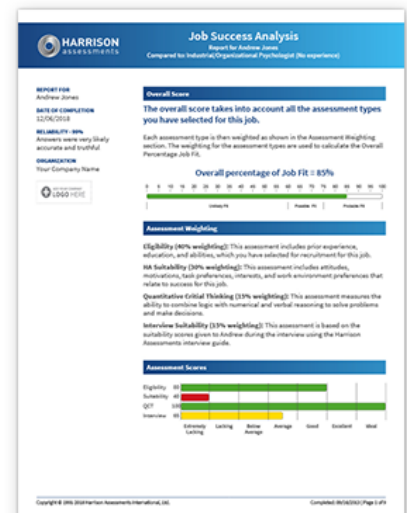 HARRISON
assessments
Job Success Analysis
Report for Andrew Jones
Compared to: Industrial/Organizational Psychologist (No experience)
REPORT FOR
Andrew Jones
DATE OF COMPLETION
12/06/2018
RELIABILITY - 99%
Answers were very likely
accurate and truthful
ORGANIZATION
Your Company Name
LOGO HERE
Overall Score
The overall score takes into account all the assessment types
you have selected for this job.
Each assessment type is then weighted as shown in the Assessment Weighting
section. The weighting for the assessment types are used to calculate the Overall
Percentage Job Fit.
Overall percentage of Job Fit = 85%
0 5 10 15 20 25 30 35 40 45 50 55 60 65 70 75 80 85 90 95 100
Unlikely Fit Possible Fit Probable Fit
Assessment Weighting
Eligibility (40% weighting): This assessment includes prior experience,
education, and abilities, which you have selected for recruitment for this job.
HA Suitability (30% weighting): This assessment includes attitudes,
motivations, task preferences, interests, and work environment preferences that
relate to success for this job.
Quantitative Critial Thinking (15% weighting): This assessment measures the
ability to combine logic with numerical and verbal reasoning to solve problems
and make decisions.
Interview Suitability (15% weighting): This assessment is based on the
suitability scores given to Andrew during the interview using the Harrison
Assessments interview guide.
Assessment Scores
Eligibility
Suitability
QCT 100
Interview
Extremely Lacking Lacking Below Average Average Good Excellent Ideal
Copyright © 1991-2018 Harrison Assessments International, Ltd.